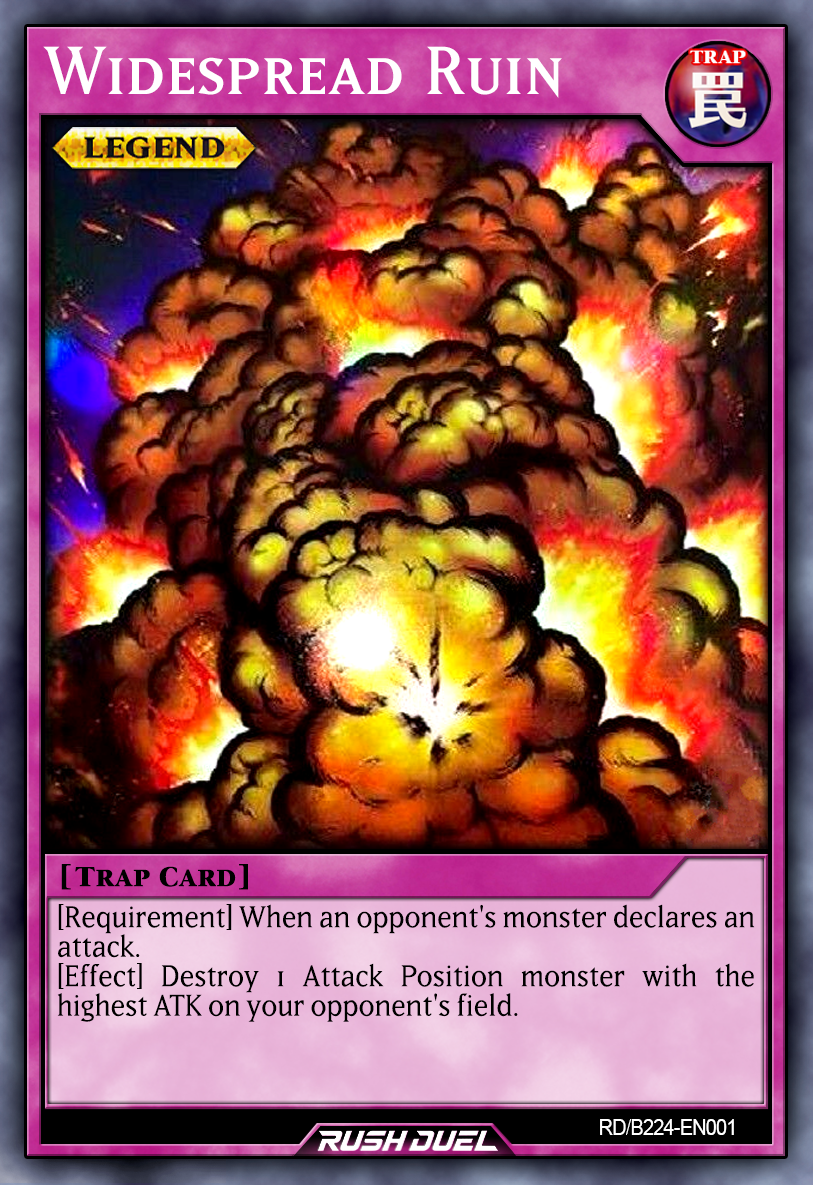 Widespread Ruin
TRAP
罠
LEGEND
[Trap Card]
[Requirement] When an opponent's monster declares an
attack.
[Effect] Destroy 1 Attack Position monster with the
highest ATK on your opponent's field.
RD/B224-EN001
RUSH DUEL